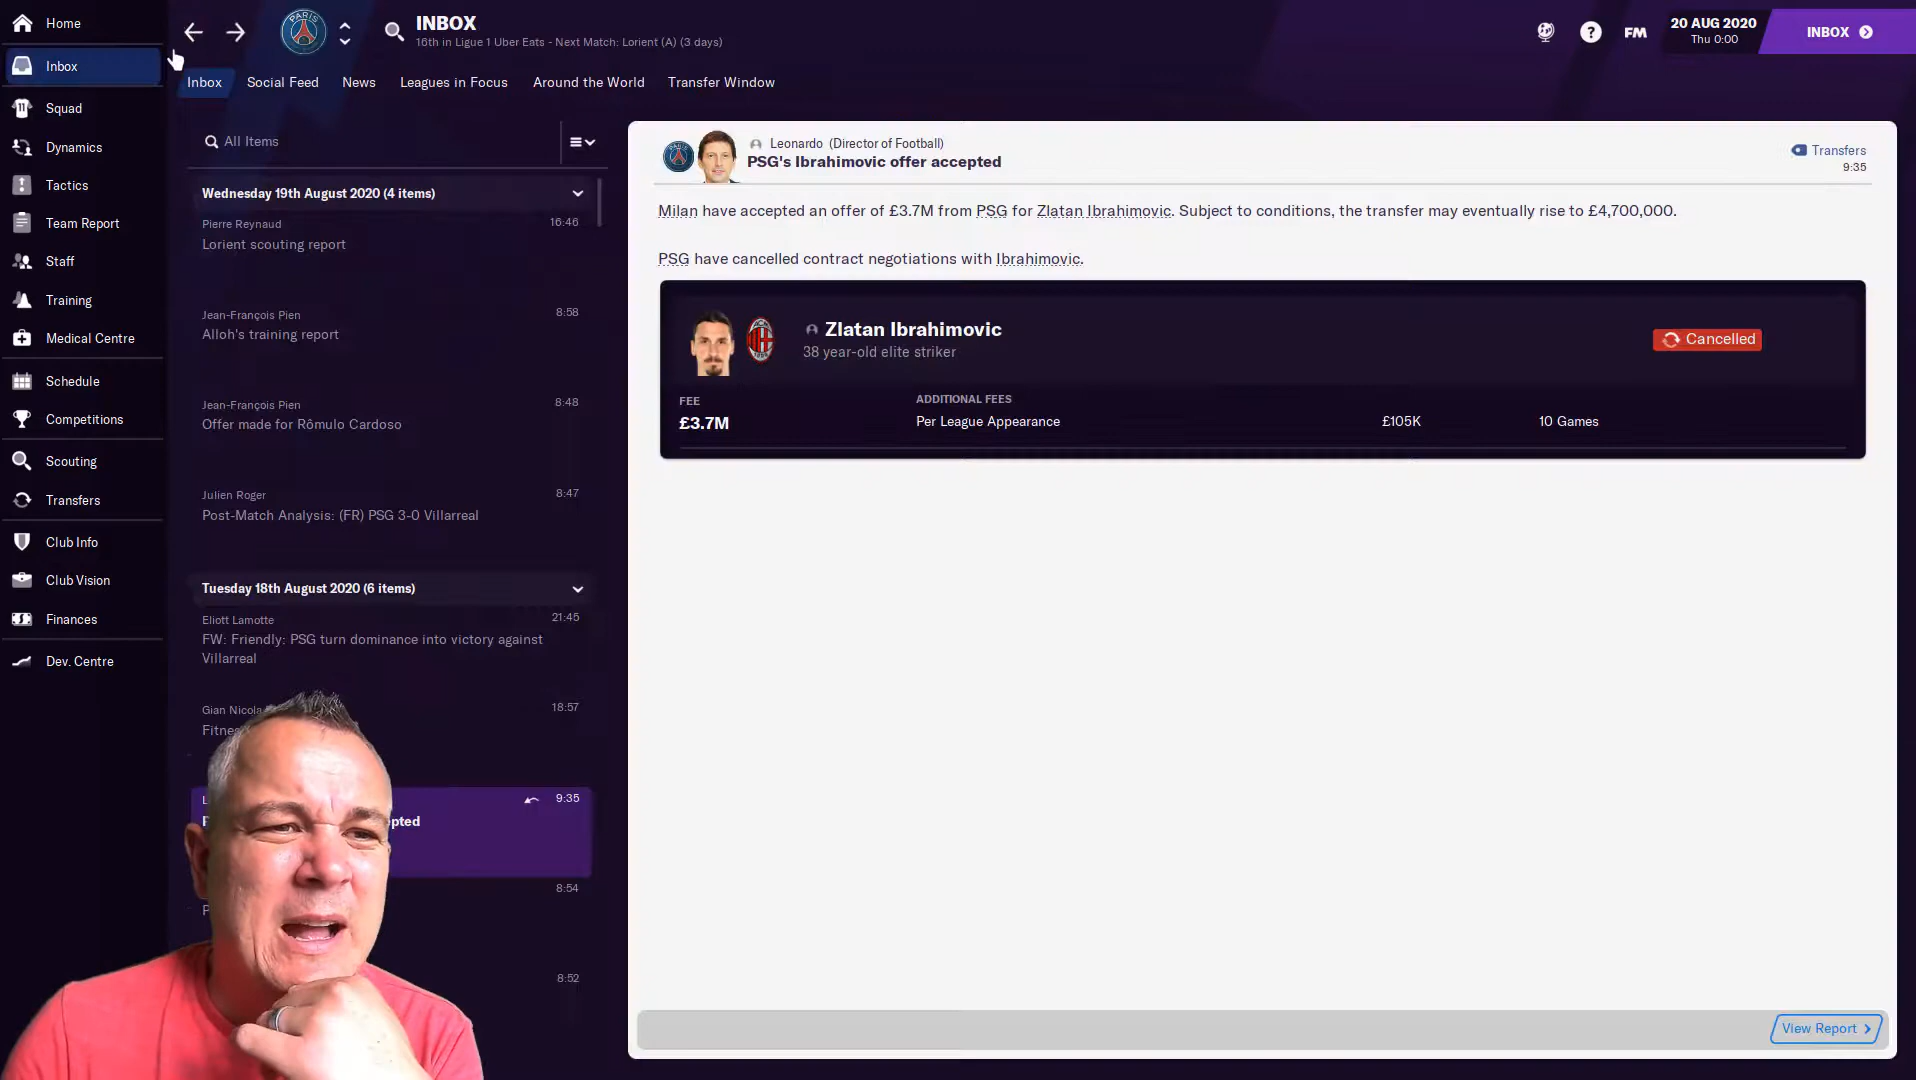 Home
Inbox
Squad
Dynamics
Tactics
Team Report
Staff
Training
Medical Centre
Schedule
Competitions
Scouting
Transfers
Club Info
Club Vision
Finances
Dev. Centre
PARIS
INBOX
16th in Ligue 1 Uber Eats - Next Match: Lorient (A) (3 days)
FM
20 AUG 2020
Thu 0:00
INBOX
Inbox
Social Feed
News
Leagues in Focus
Around the World
Transfer Window
All Items
Wednesday 19th August 2020 (4 items)
Pierre Reynaud
16:46
Lorient scouting report
Jean-François Pien
8:58
Alloh's training report
Jean-François Pien
8:48
Offer made for Rômulo Cardoso
Julien Roger
8:47
Post-Match Analysis: (FR) PSG 3-0 Villarreal
Tuesday 18th August 2020 (6 items)
Eliott Lamotte
21:45
FW: Friendly: PSG turn dominance into victory against
Villarreal
Gian Nicola
18:57
9:35
8:54
8:52
Leonardo (Director of Football)
PSG's Ibrahimovic offer accepted
Transfers
9:35
Milan have accepted an offer of £3.7M from PSG for Zlatan Ibrahimovic. Subject to conditions, the transfer may eventually rise to £4,700,000.
PSG have cancelled contract negotiations with Ibrahimovic.
Zlatan Ibrahimovic
38 year-old elite striker
Cancelled
FEE
£3.7M
ADDITIONAL FEES
Per League Appearance
£105K
10 Games
View Report